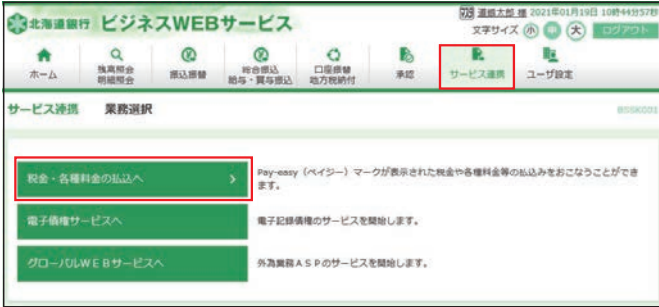 北海道銀行 ビジネスWEBサービス
道銀太郎 様 2021年01月19日 10時44分57秒
文字サイズ 小 中 大 ログアウト
ホーム 残高照会 振込振替 総合振込 口座振替 承認 サービス連携 ユーザ設定
明細照会 給与・賞与振込 地方税納付
サービス連携 業務選択 BSSK001
税金・各種料金の払込へ Pay-easy（ペイジー）マークが表示された税金や各種料金等の払込みをおこなうことができ
ます。
電子債権サービスへ 電子記録債権のサービスを開始します。
グローバルWEBサービスへ 外為業務ASPのサービスを開始します。